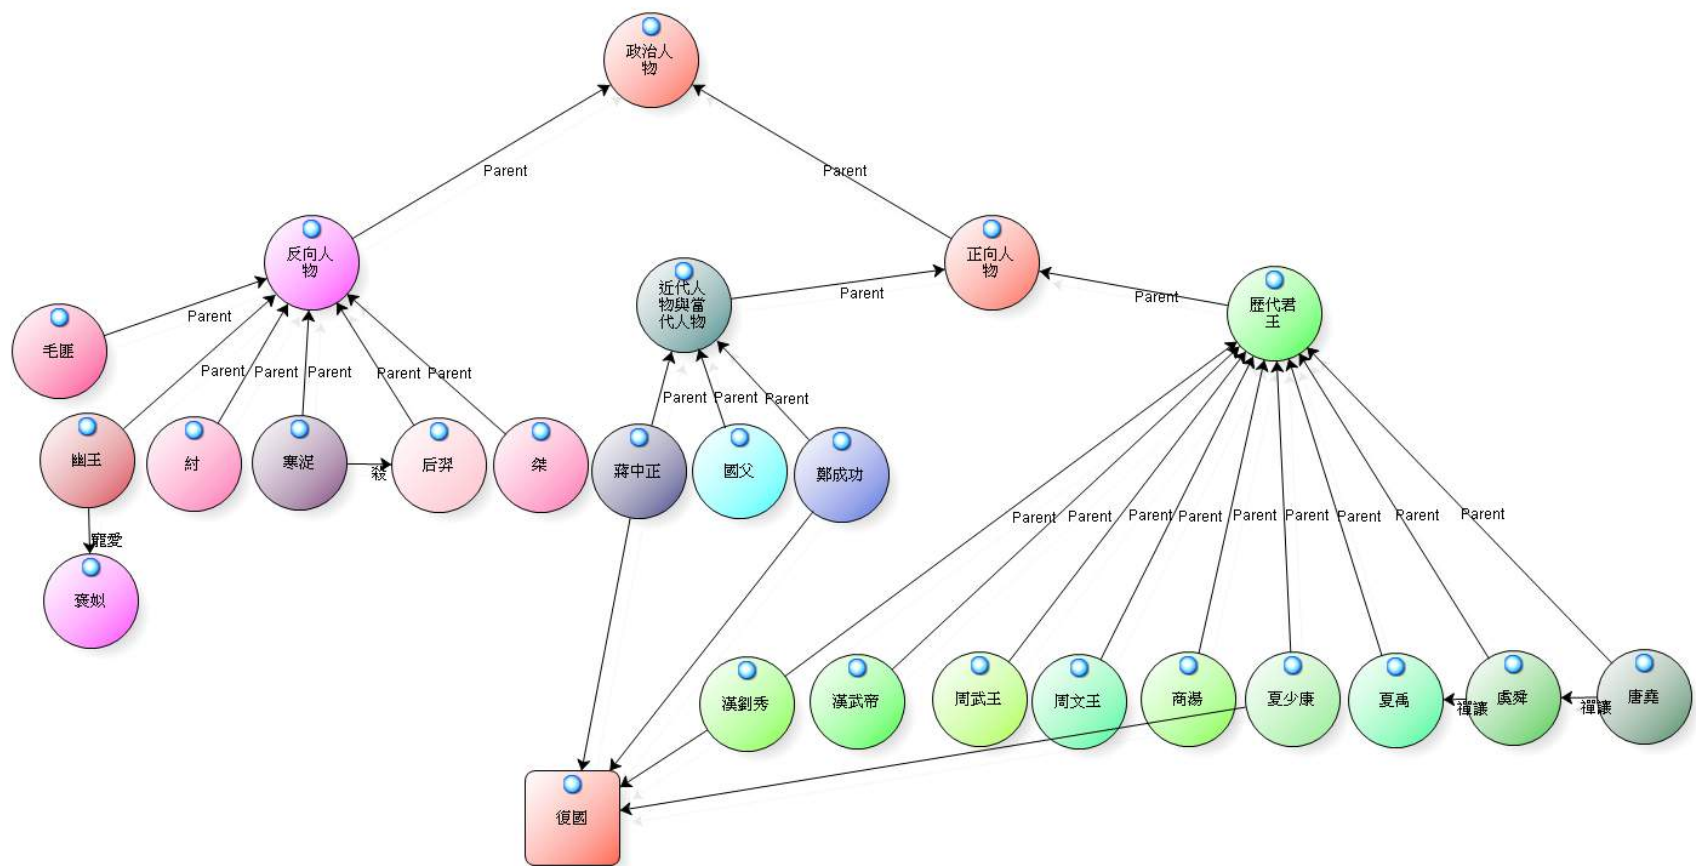 政治人
物
Parent
Parent
反向人
物
正向人
物
近代人
物與當
代人物
歷代君
王
Parent
Parent
Parent
毛匪
Parent
Parent
Parent
Parent
Parent
Parent
Parent
Parent
幽王
紂
寒浞
殺
后羿
桀
蔣中正
國父
鄭成功
Parent
Parent
Parent
Parent
Parent
Parent
Parent
Parent
Parent
寵愛
褒姒
漢劉秀
漢武帝
周武王
周文王
商湯
夏少康
夏禹
禪讓
虞舜
禪讓
唐堯
復國